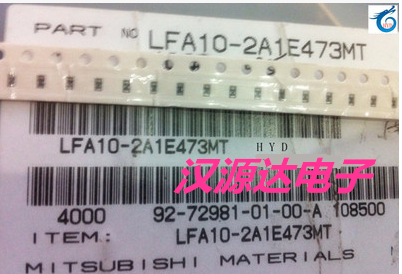 PART NO LFA10-2A1E473MT
LFA10-2A1E473MT
HYD
汉源达电子
4000 92-72981-01-00-A 108500
ITEM: LFA10-2A1E473MT
MITSUBISHI MATERIALS